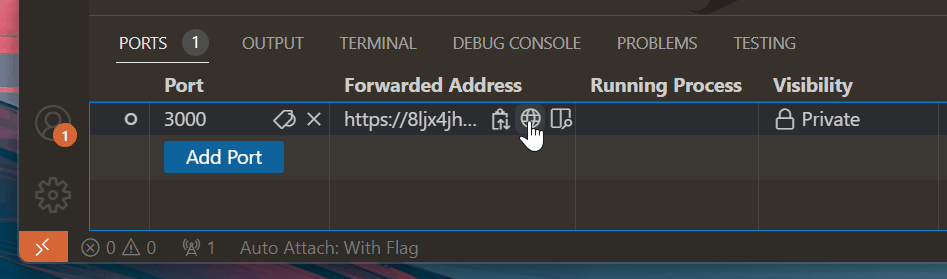 PORTS 1 OUTPUT TERMINAL DEBUG CONSOLE PROBLEMS TESTING
Port Forwarded Address Running Process Visibility
3000 https://8ljx4jh... Private
Add Port
1
0 0 1 Auto Attach: With Flag